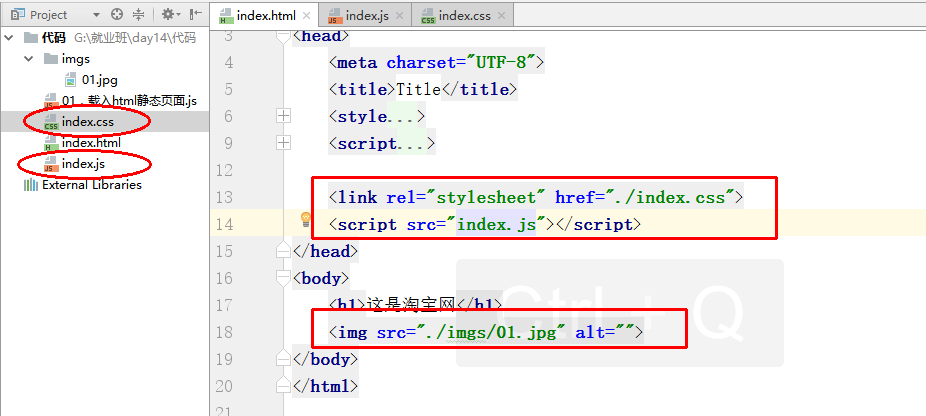 Project
代码 G:\就业班\day14\代码
imgs
01.jpg
01、载入html静态页面.js
index.css
index.html
index.js
External Libraries
index.html index.js index.css
3 <head>
4 <meta charset="UTF-8">
5 <title>Title</title>
6 <style...>
9 <script...>
12
13 <link rel="stylesheet" href="./index.css">
14 <script src="index.js"></script>
15 </head>
16 <body>
17 <h1>这是淘宝网</h1>
18 <img src="./imgs/01.jpg" alt="">
19 </body>
20 </html>
21
Ctrl + Q